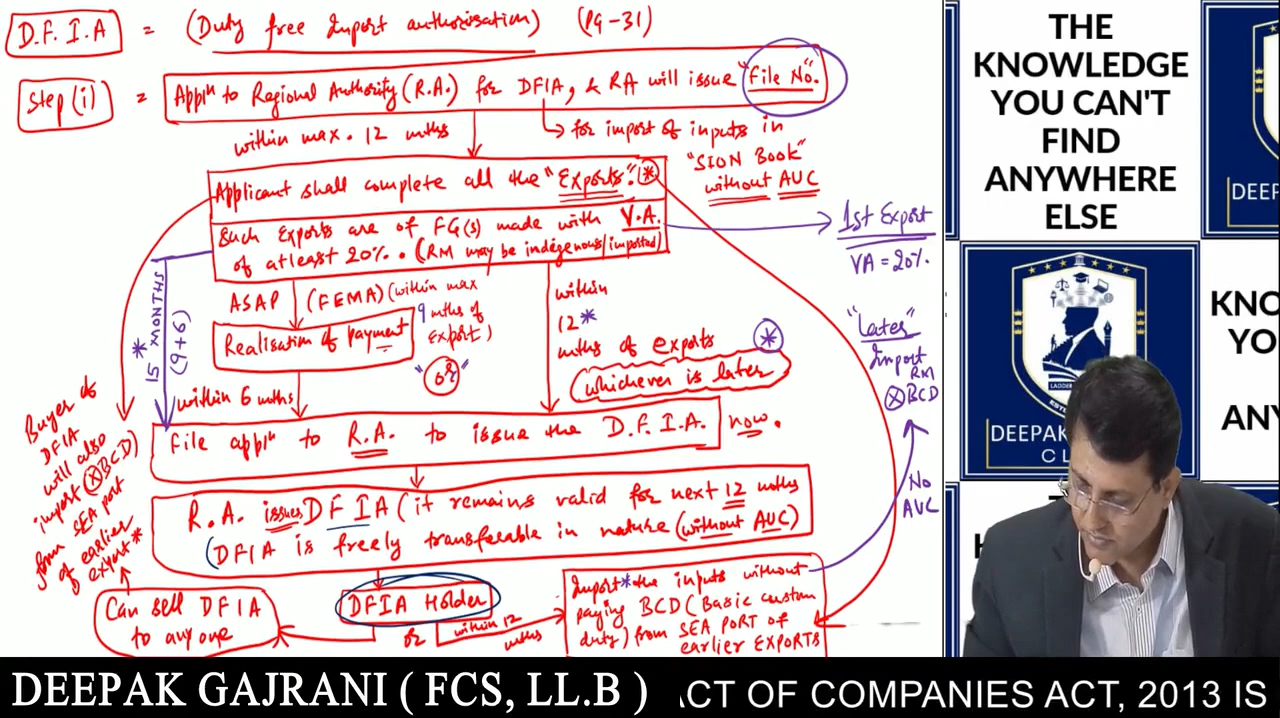 D.F.I.A = (Duty free Import authorisation) (Pg-31)
Step (i) = Applⁿ to Regional Authority (R.A.) for DFIA, & RA will issue "File No."
within max. 12 mths
for import of inputs in
"SION Book"
without AUC
Applicant shall complete all the "Exports". *
Such Exports are of FG(s) made with V.A.
of atleast 20%. (RM may be indigenous/imported)
1st Export
VA = 20%
"Later"
Import
RM
ⓧ BCD
No
AUC
15 MONTHS *
(9+6)
ASAP (FEMA) (within max
9 mths of
export)
Realisation of payment
"or"
within
12*
mths of exports
*
whichever is later
within 6 mths
File applⁿ to R.A. to issue the D.F.I.A. now.
R.A. issues DFIA (it remains valid for next 12 mths
(DFIA is freely transferable in nature (without AUC)
Buyer of
DFIA
will also
import (ⓧ BCD)
from SEA port
of earlier
export *
Can sell DFIA
to any one
DFIA Holder
or within 12
mths
Import * the inputs without
paying BCD (Basic custom
duty) from SEA PORT of
earlier EXPORTS
THE
KNOWLEDGE
YOU CAN'T
FIND
ANYWHERE
ELSE
DEEP
KNO
YO
ANY
DEEPAK
CL
DEEPAK GAJRANI ( FCS, LL.B )
ACT OF COMPANIES ACT, 2013 IS